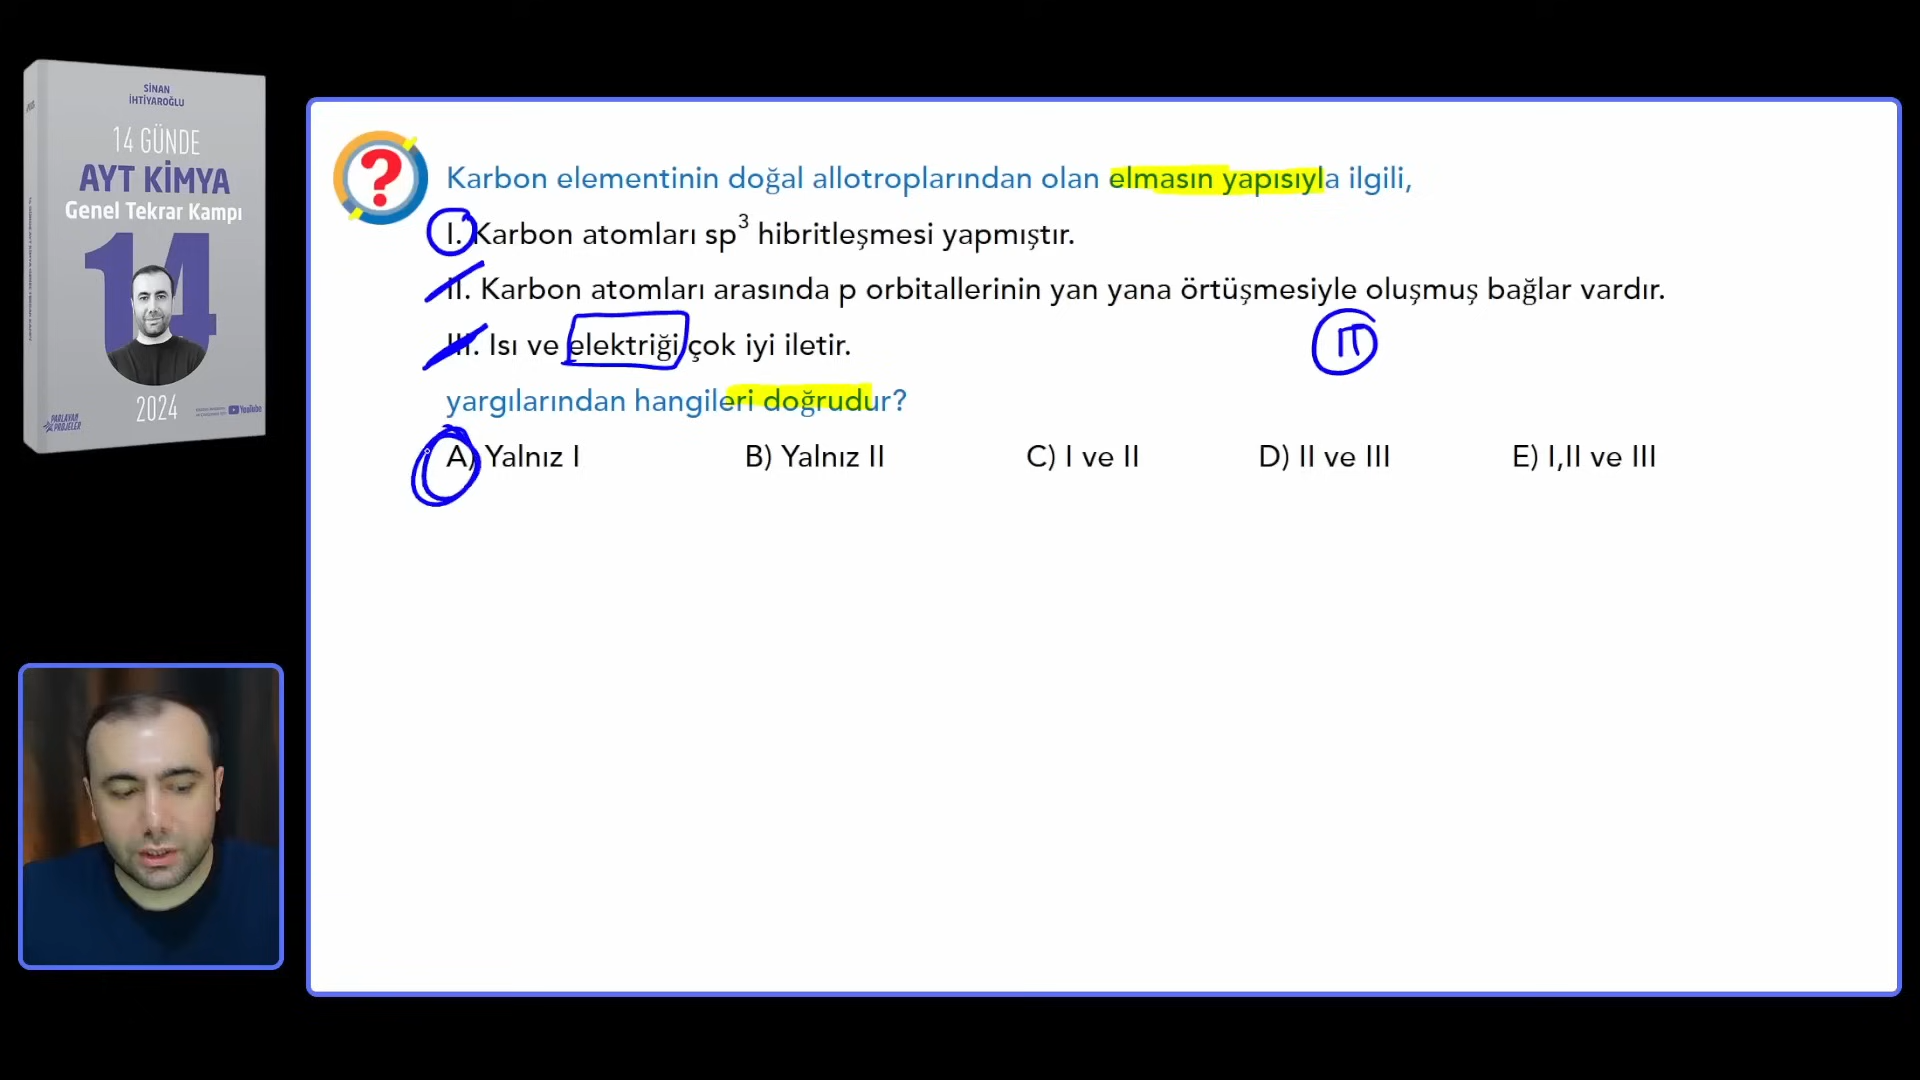 SİNAN
İHTİYAROĞLU
14 GÜNDE
AYT KİMYA
Genel Tekrar Kampı
14
2024
PARLAYAN
PROJELER
YouTube
?
Karbon elementinin doğal allotroplarından olan elmasın yapısıyla ilgili,
I. Karbon atomları sp³ hibritleşmesi yapmıştır.
II. Karbon atomları arasında p orbitallerinin yan yana örtüşmesiyle oluşmuş bağlar vardır.
III. Isı ve elektriği çok iyi iletir.
π
yargılarından hangileri doğrudur?
A) Yalnız I B) Yalnız II C) I ve II D) II ve III E) I,II ve III